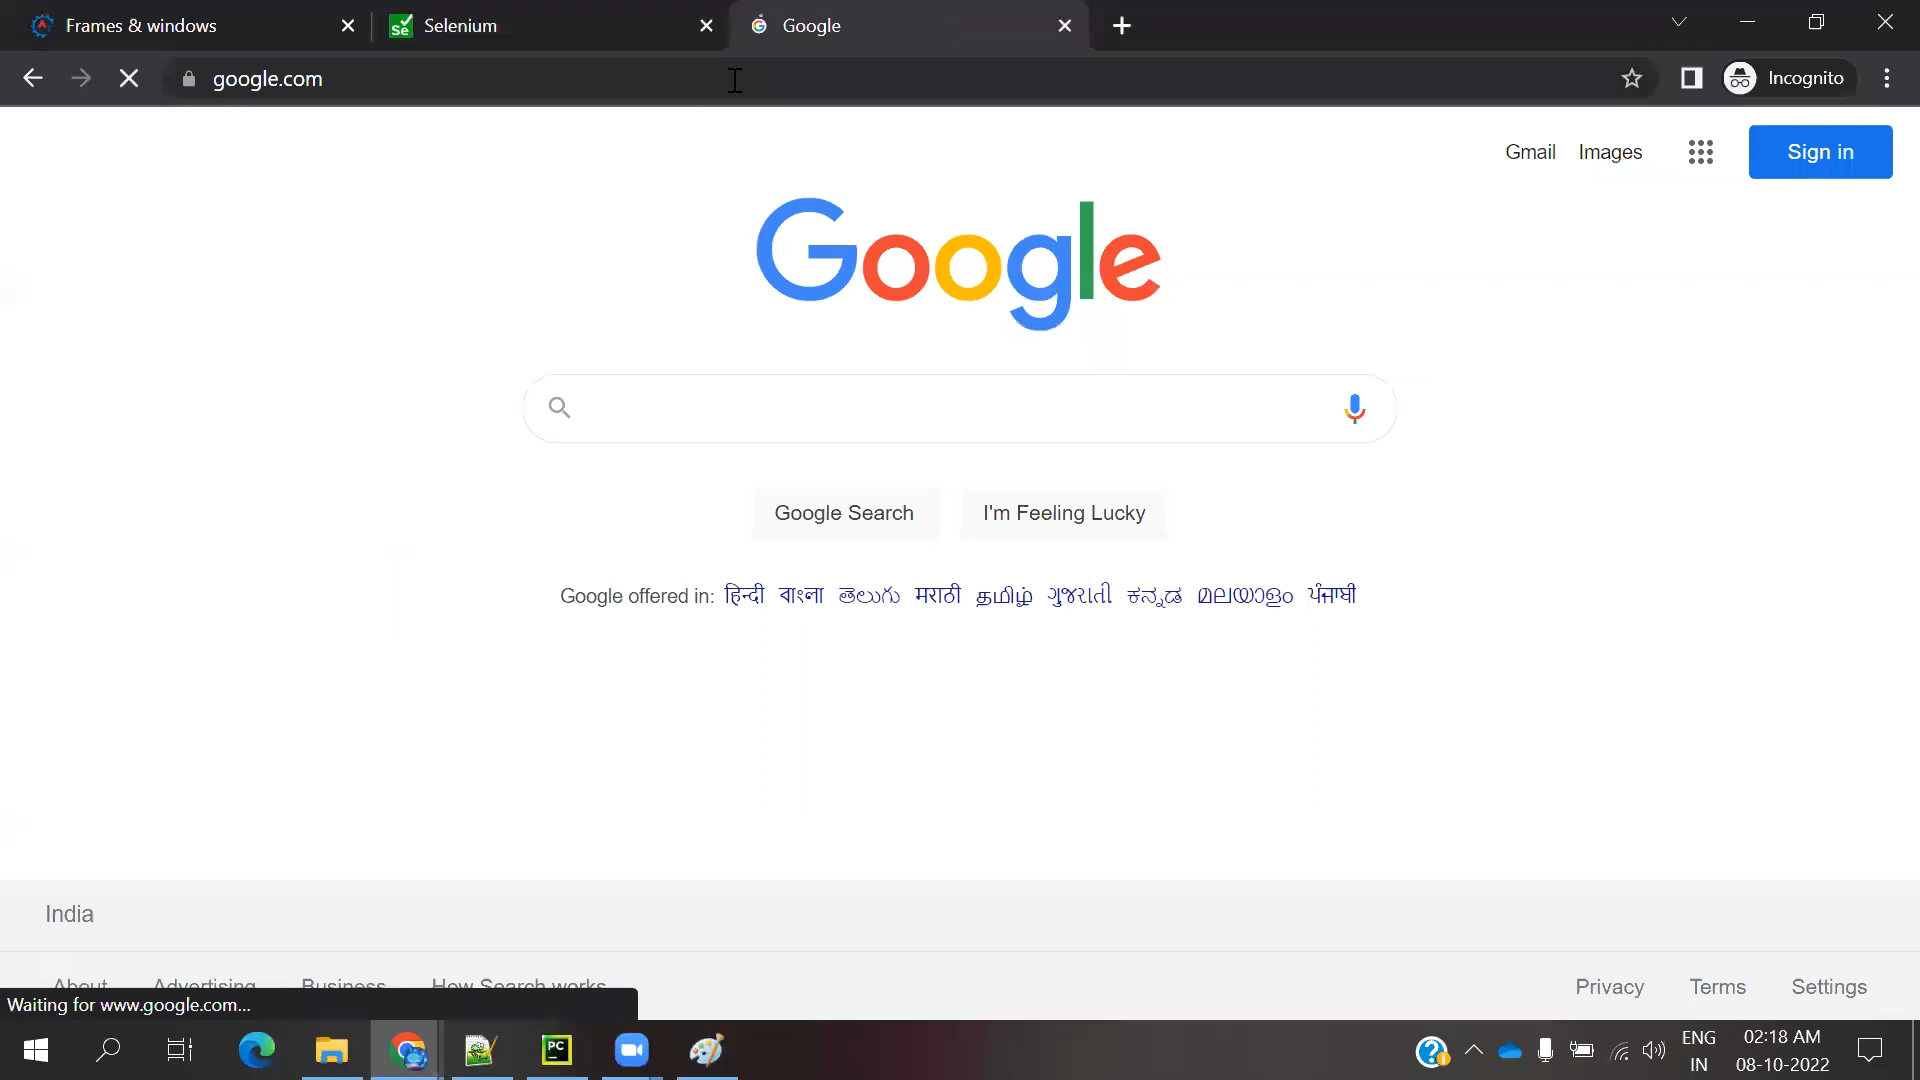 Frames & windows
Selenium
Google
google.com
Incognito
Gmail Images
Sign in
Google
Google Search
I'm Feeling Lucky
Google offered in: हिन्दी বাংলা తెలుగు मराठी தமிழ் ગુજરાતી ಕನ್ನಡ മലയാളം ਪੰਜਾਬੀ
India
About Advertising Business How Search works
Privacy Terms Settings
Waiting for www.google.com...
PC
ENG
IN
02:18 AM
08-10-2022